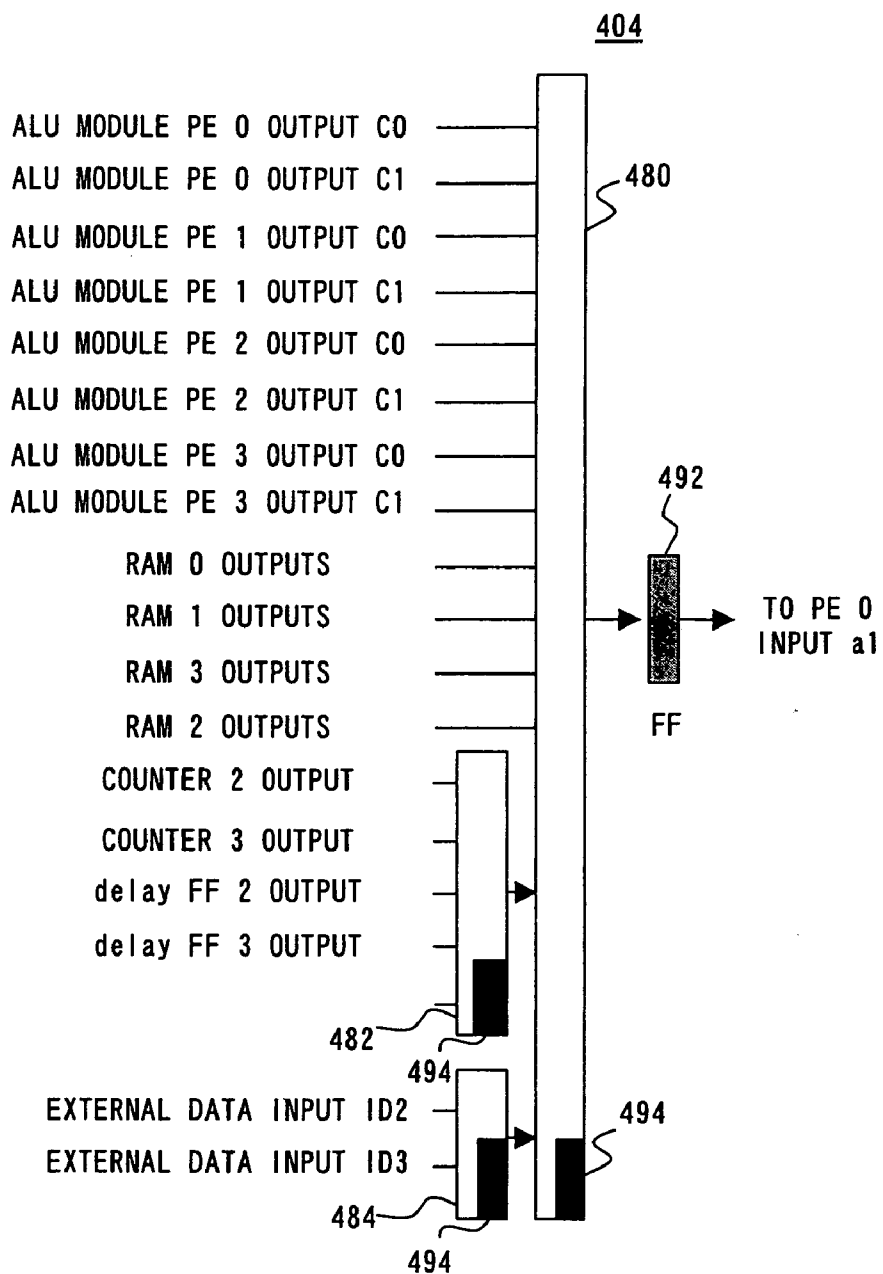 404
ALU MODULE PE 0 OUTPUT C0
ALU MODULE PE 0 OUTPUT C1
480
ALU MODULE PE 1 OUTPUT C0
ALU MODULE PE 1 OUTPUT C1
ALU MODULE PE 2 OUTPUT C0
ALU MODULE PE 2 OUTPUT C1
ALU MODULE PE 3 OUTPUT C0
ALU MODULE PE 3 OUTPUT C1
492
RAM 0 OUTPUTS
RAM 1 OUTPUTS
TO PE 0
INPUT a1
RAM 3 OUTPUTS
RAM 2 OUTPUTS
FF
COUNTER 2 OUTPUT
COUNTER 3 OUTPUT
delay FF 2 OUTPUT
delay FF 3 OUTPUT
482
494
EXTERNAL DATA INPUT ID2
494
EXTERNAL DATA INPUT ID3
484
494